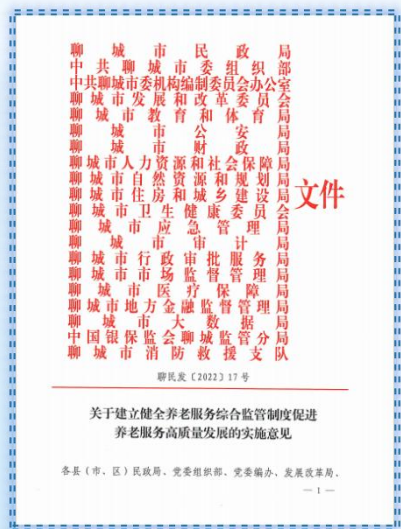 聊城市民政局
中共聊城市委组织部
中共聊城市委机构编制委员会办公室
聊城市发展和改革委员会
聊城市教育和体育局
聊城市公安局
聊城市财政局
聊城市人力资源和社会保障局
聊城市自然资源和规划局
聊城市住房和城乡建设局
聊城市卫生健康委员会
聊城市应急管理局
聊城市审计局
聊城市行政审批服务局
聊城市市场监督管理局
聊城市医疗保障局
聊城市地方金融监督管理局
聊城市大数据局
中国银保监会聊城监管分局
聊城市消防救援支队
文件
聊民发〔2022〕17号
关于建立健全养老服务综合监管制度促进
养老服务高质量发展的实施意见
各县（市、区）民政局、党委组织部、党委编办、发展改革局、
— 1 —